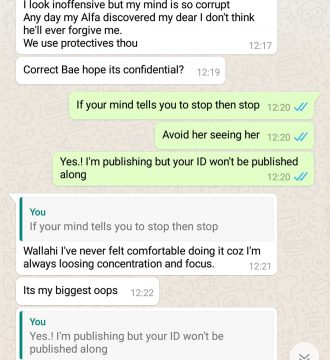 I look inoffensive but my mind is so corrupt
Any day my Alfa discovered my dear I don't think
he'll ever forgive me.
We use protectives thou
12:17
Correct Bae hope its confidential? 12:19
If your mind tells you to stop then stop 12:20
Avoid her seeing her 12:20
Yes.! I'm publishing but your ID won't be published
along 12:20
You
If your mind tells you to stop then stop
Wallahi I've never felt comfortable doing it coz I'm
always loosing concentration and focus. 12:21
Its my biggest oops 12:22
You
Yes.! I'm publishing but your ID won't be
published along